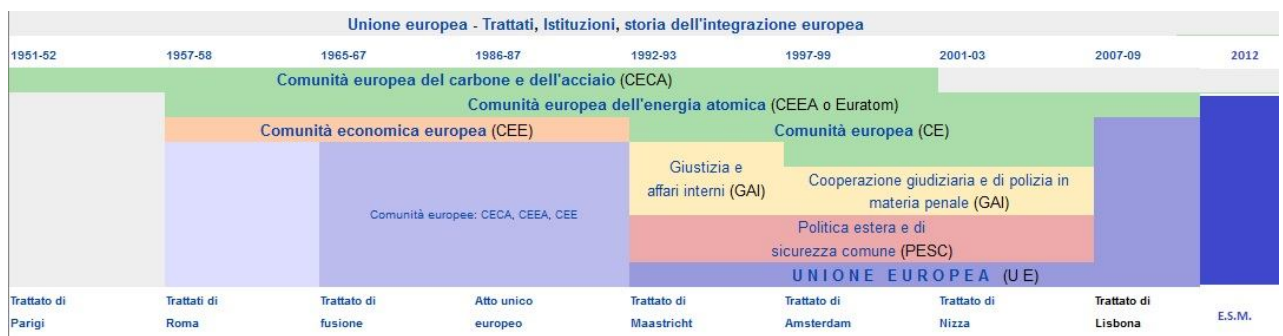 Unione europea - Trattati, Istituzioni, storia dell'integrazione europea
1951-52 1957-58 1965-67 1986-87 1992-93 1997-99 2001-03 2007-09 2012
Comunità europea del carbone e dell'acciaio (CECA)
Comunità europea dell'energia atomica (CEEA o Euratom)
Comunità economica europea (CEE) Comunità europea (CE)
Giustizia e
affari interni (GAI)
Cooperazione giudiziaria e di polizia in
materia penale (GAI)
Comunità europee: CECA, CEEA, CEE
Politica estera e di
sicurezza comune (PESC)
UNIONE EUROPEA (UE)
Trattato di Parigi
Trattati di Roma
Trattato di fusione
Atto unico europeo
Trattato di Maastricht
Trattato di Amsterdam
Trattato di Nizza
Trattato di Lisbona
E.S.M.